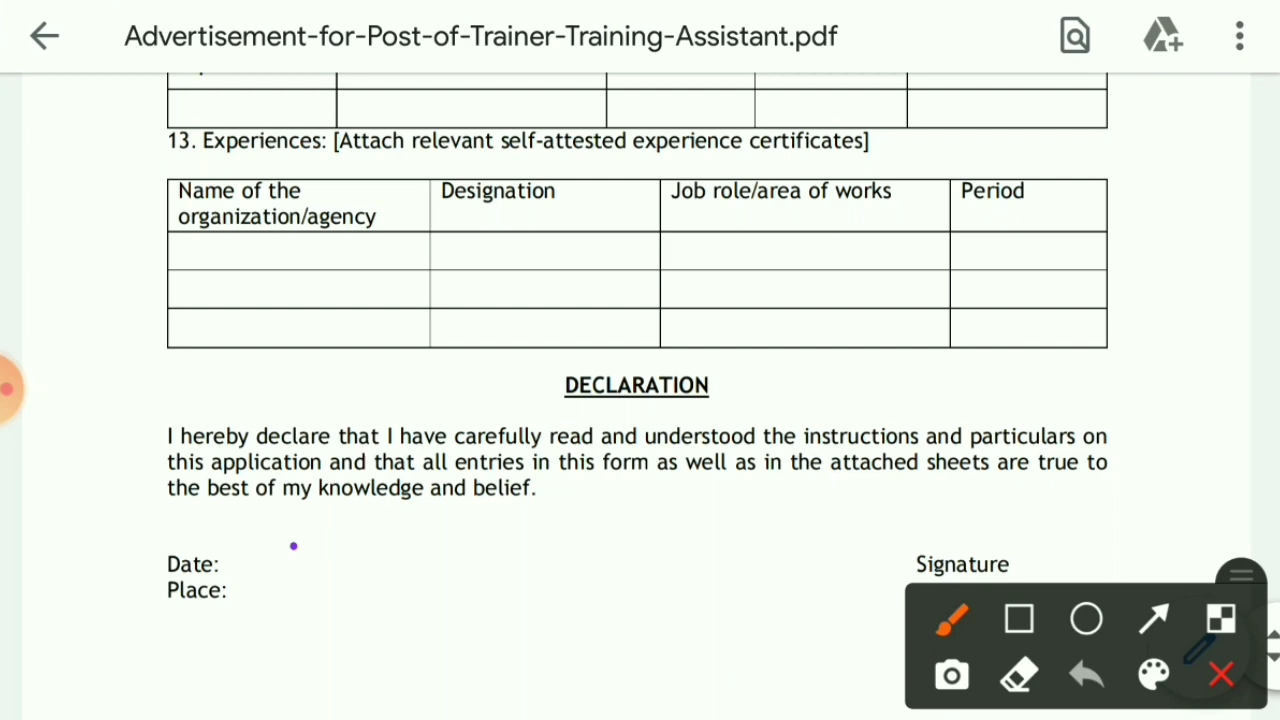 Advertisement-for-Post-of-Trainer-Training-Assistant.pdf
13. Experiences: [Attach relevant self-attested experience certificates]
Name of the organization/agency
Designation
Job role/area of works
Period
DECLARATION
I hereby declare that I have carefully read and understood the instructions and particulars on
this application and that all entries in this form as well as in the attached sheets are true to
the best of my knowledge and belief.
Date:
Signature
Place: